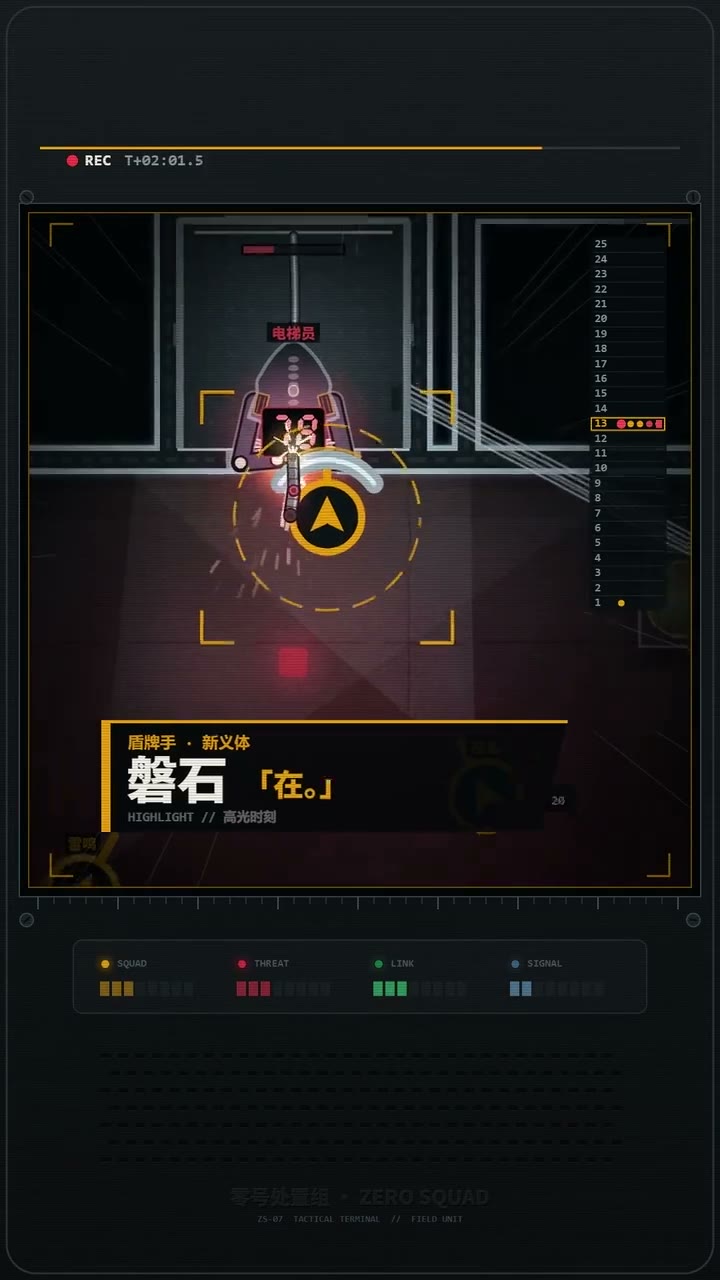 REC T+02:01.5
25
24
23
22
21
20
19
18
17
16
15
14
13
12
11
10
9
8
7
6
5
4
3
2
1
电梯员
盾牌手 · 新义体
磐石 「在。」
HIGHLIGHT // 高光时刻
20
雷鸣
SQUAD THREAT LINK SIGNAL
零号处置组 · ZERO SQUAD
ZS-07 TACTICAL TERMINAL // FIELD UNIT